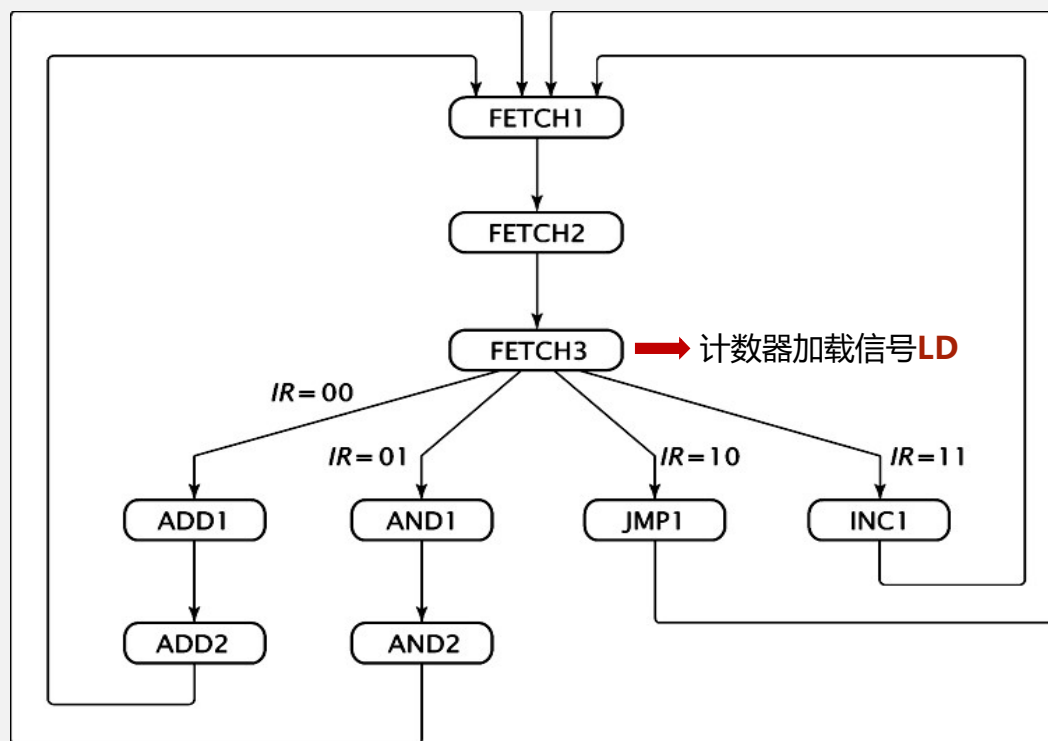 FETCH1
FETCH2
FETCH3
计数器加载信号LD
IR=00
IR=01
IR=10
IR=11
ADD1
AND1
JMP1
INC1
ADD2
AND2